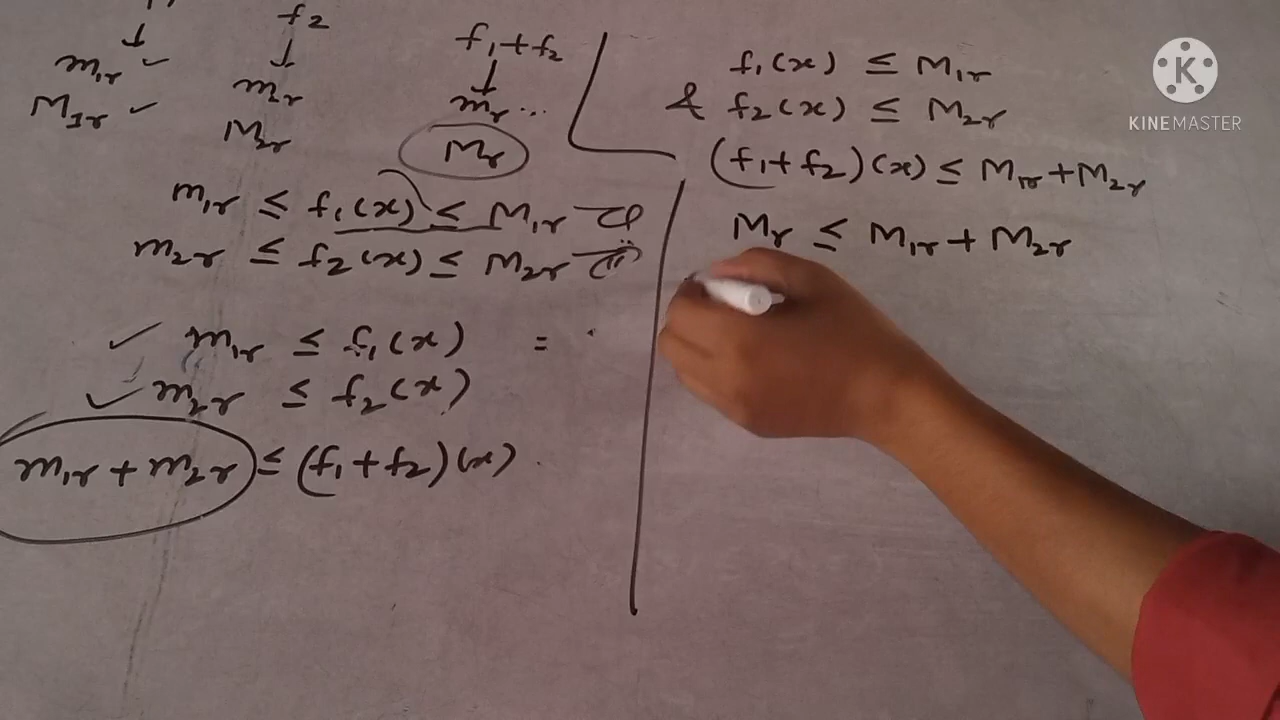 f2
f1+f2
m1r ✓
m2r
mr ...
M1r ✓
M2r
Mr
m1r ≤ f1(x) ≤ M1r
m2r ≤ f2(x) ≤ M2r — (ii)
✓ m1r ≤ f1(x) =
✓ m2r ≤ f2(x)
m1r + m2r ≤ (f1+f2)(x).
f1(x) ≤ M1r
& f2(x) ≤ M2r
(f1+f2)(x) ≤ M1r+M2r
Mr ≤ M1r + M2r
KINEMASTER